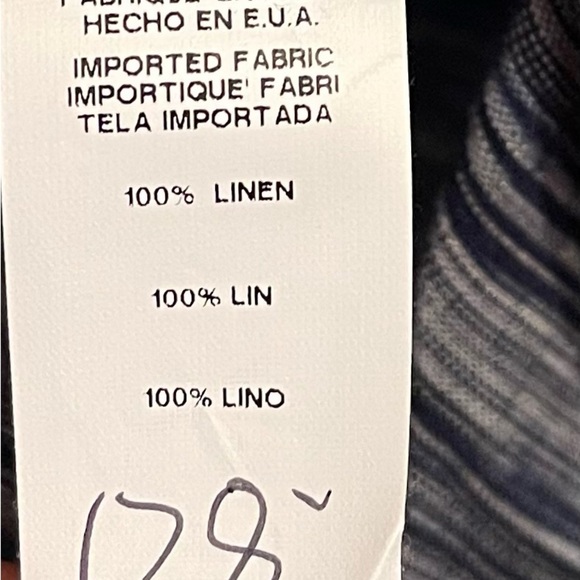 HECHO EN E.U.A.
IMPORTED FABRIC
IMPORTIQUE' FABRI
TELA IMPORTADA
100% LINEN
100% LIN
100% LINO